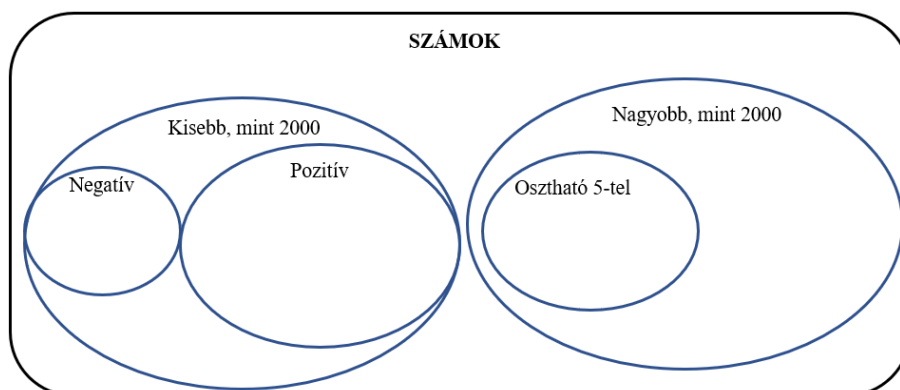 SZÁMOK
Kisebb, mint 2000
Negatív
Pozitív
Nagyobb, mint 2000
Osztható 5-tel